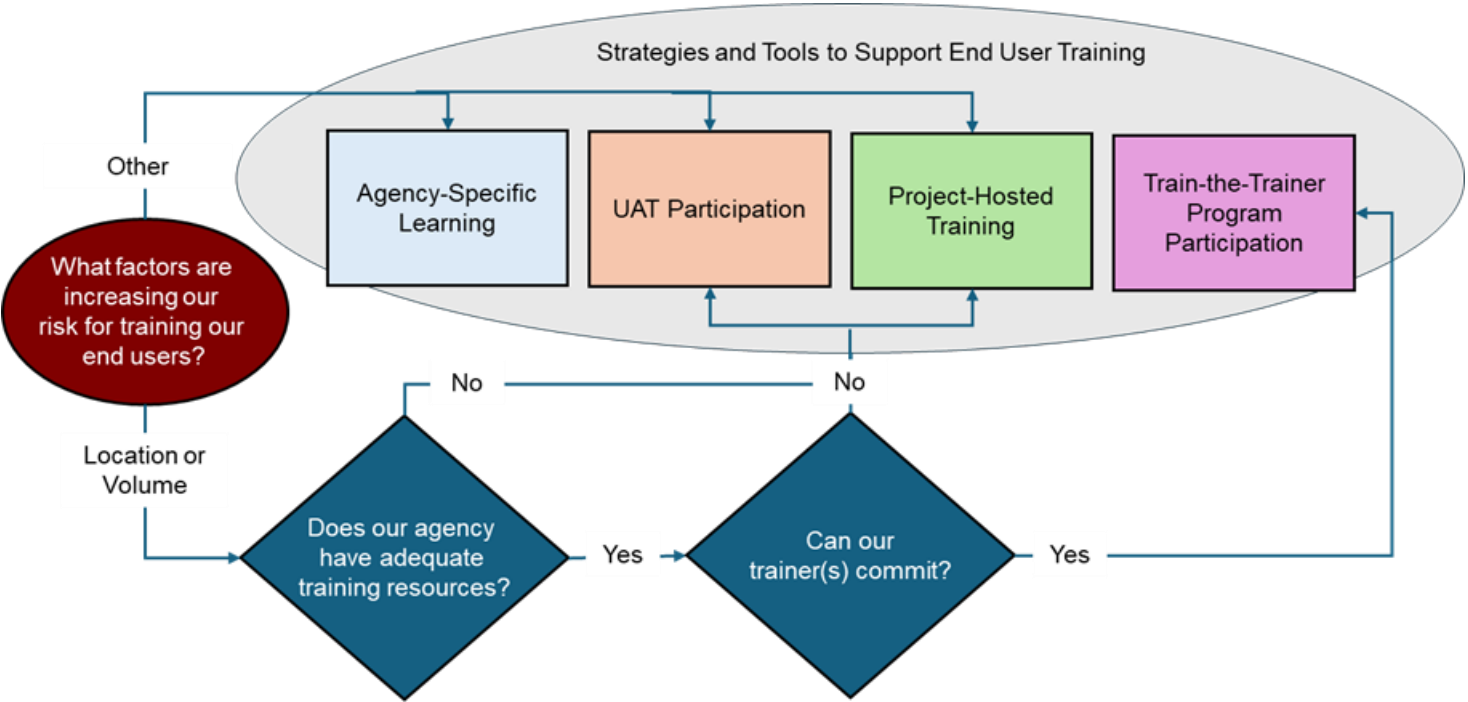 Strategies and Tools to Support End User Training
Other
Agency-Specific
Learning
UAT Participation
Project-Hosted
Training
Train-the-Trainer
Program
Participation
What factors are
increasing our
risk for training our
end users?
No
No
Location or
Volume
Does our agency
have adequate
training resources?
Yes
Can our
trainer(s) commit?
Yes